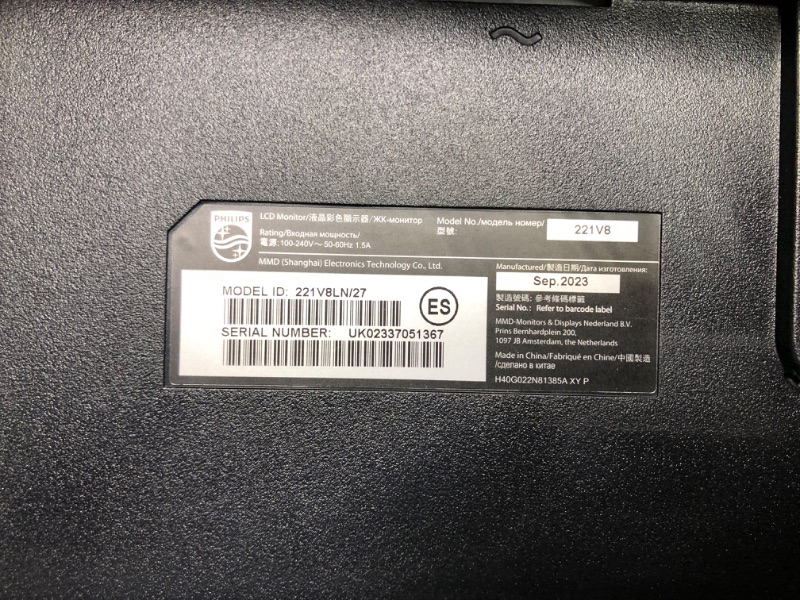 PHILIPS
LCD Monitor/液晶彩色顯示器/ЖК-монитор
Rating/Входная мощность/
電源:100-240V～ 50-60Hz 1.5A
Model No./модель номер/
型號:
221V8
MMD (Shanghai) Electronics Technology Co., Ltd.
MODEL ID: 221V8LN/27
ES
SERIAL NUMBER: UK02337051367
Manufactured/製造日期/Дата изготовления:
Sep.2023
製造號碼: 參考條碼標籤
Serial No.: Refer to barcode label
MMD-Monitors & Displays Nederland B.V.
Prins Bernhardplein 200,
1097 JB Amsterdam, the Netherlands
Made in China/Fabriqué en Chine/中國製造
/сделано в китае
H40G022N81385A XY P